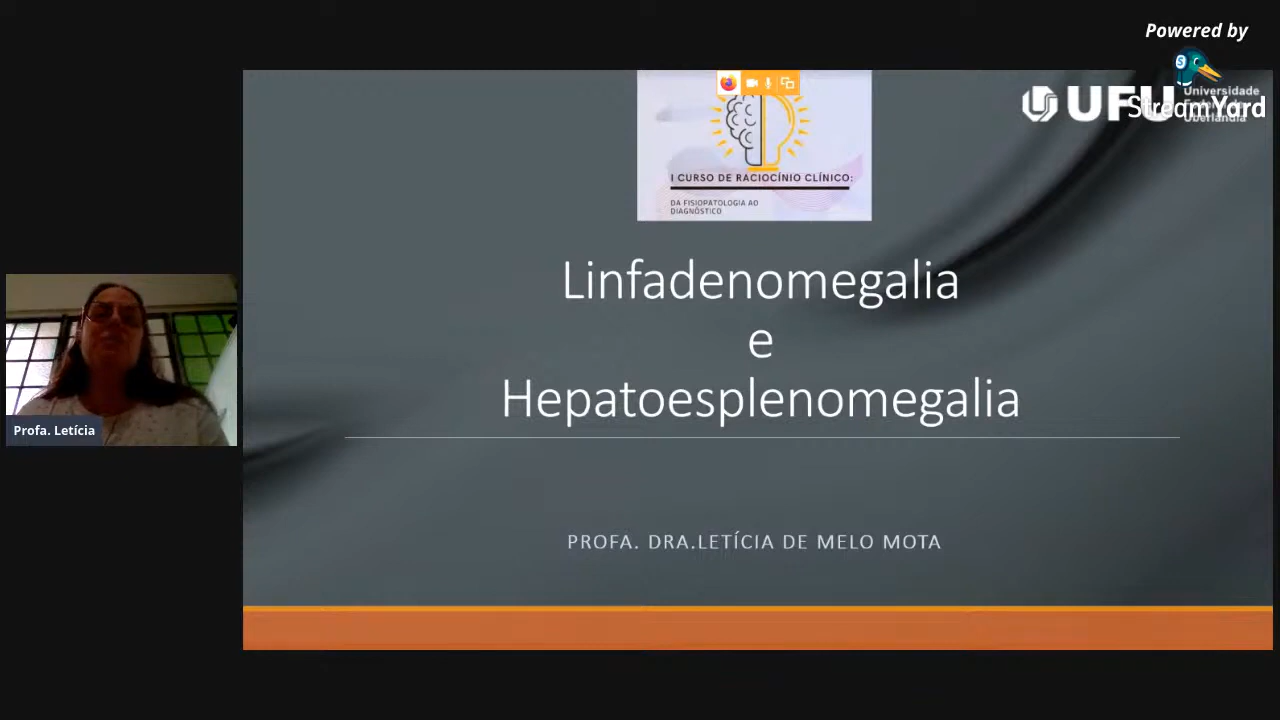 Powered by
StreamYard
UFU
Universidade
Uberlândia
I CURSO DE RACIOCÍNIO CLÍNICO:
DA FISIOPATOLOGIA AO
DIAGNÓSTICO
Linfadenomegalia
e
Hepatoesplenomegalia
PROFA. DRA.LETÍCIA DE MELO MOTA
Profa. Letícia